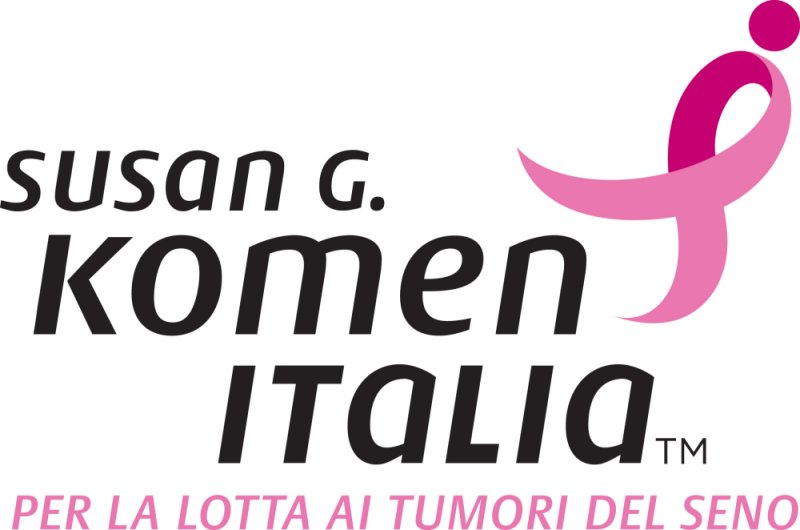 susan G.
Komen
ITaLIa™
PER LA LOTTA AI TUMORI DEL SENO